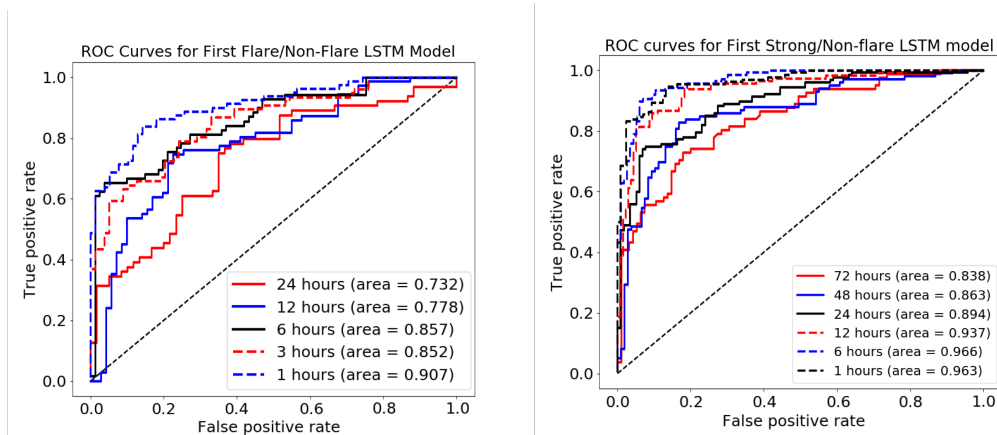 ROC Curves for First Flare/Non-Flare LSTM Model
1.0
0.8
0.6
0.4
0.2
0.0
True positive rate
24 hours (area = 0.732)
12 hours (area = 0.778)
6 hours (area = 0.857)
3 hours (area = 0.852)
1 hours (area = 0.907)
0.0 0.2 0.4 0.6 0.8 1.0
False positive rate
ROC curves for First Strong/Non-flare LSTM model
1.0
0.8
0.6
0.4
0.2
0.0
True positive rate
72 hours (area = 0.838)
48 hours (area = 0.863)
24 hours (area = 0.894)
12 hours (area = 0.937)
6 hours (area = 0.966)
1 hours (area = 0.963)
0.0 0.2 0.4 0.6 0.8 1.0
False positive rate